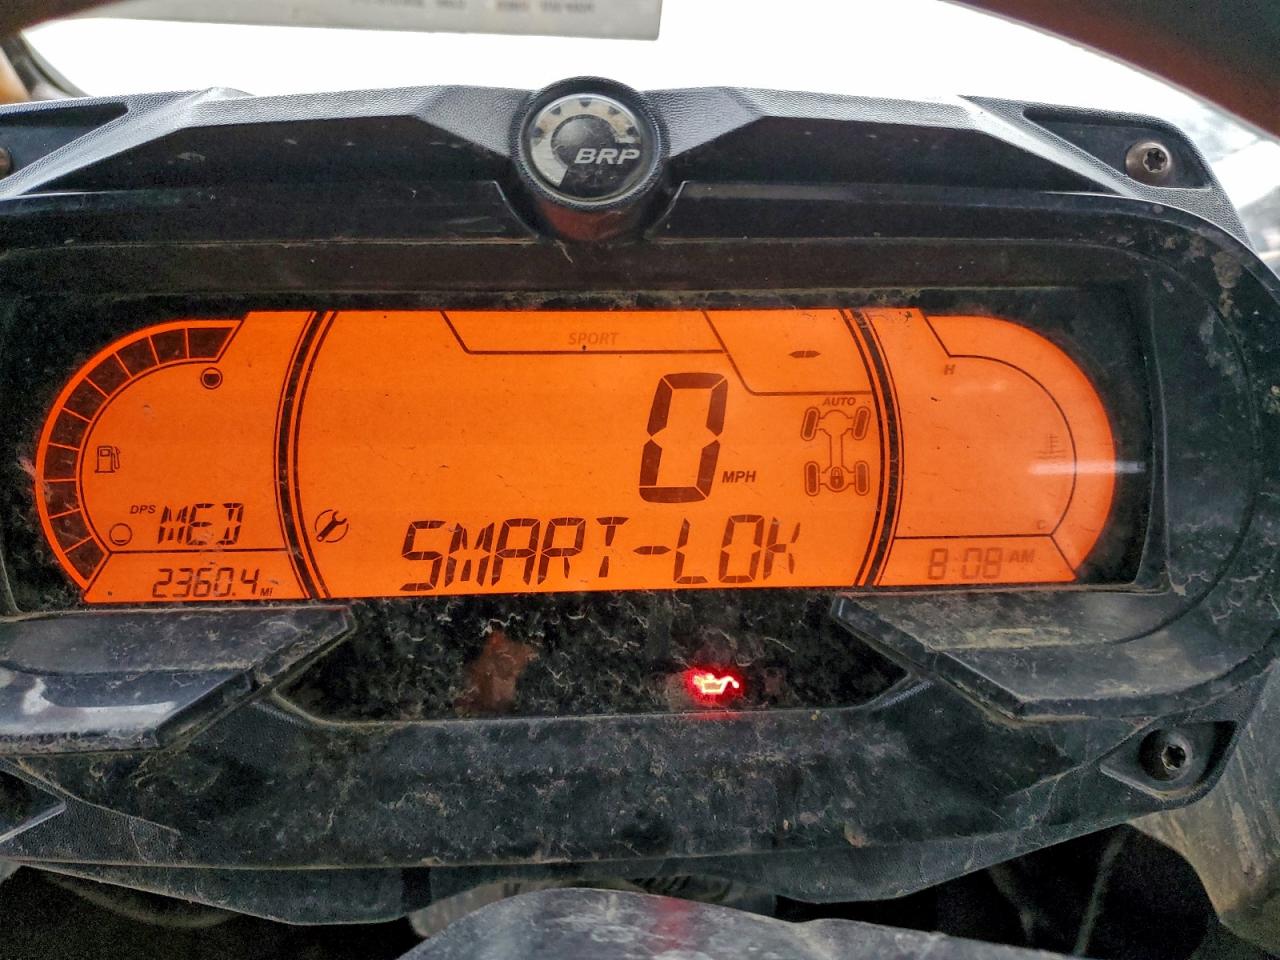 BRP
SPORT
-
H
0 MPH
AUTO
DPS MED
SMART-LOK
C
2360.4 MI
8:08 AM